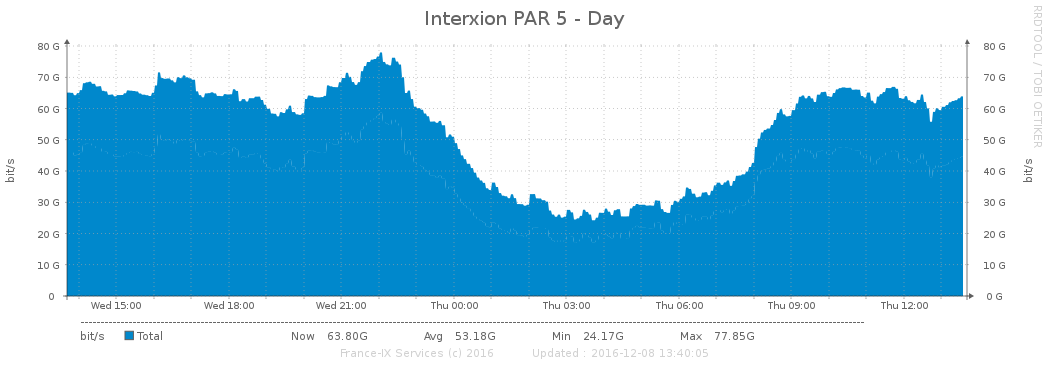 Interxion PAR 5 - Day
RRDTOOL / TOBI OETIKER
bit/s
80 G
70 G
60 G
50 G
40 G
30 G
20 G
10 G
0
80 G
70 G
60 G
50 G
40 G
30 G
20 G
10 G
0 G
bit/s
Wed 15:00 Wed 18:00 Wed 21:00 Thu 00:00 Thu 03:00 Thu 06:00 Thu 09:00 Thu 12:00
bit/s Total Now 63.80G Avg 53.18G Min 24.17G Max 77.85G
France-IX Services (c) 2016 Updated : 2016-12-08 13:40:05